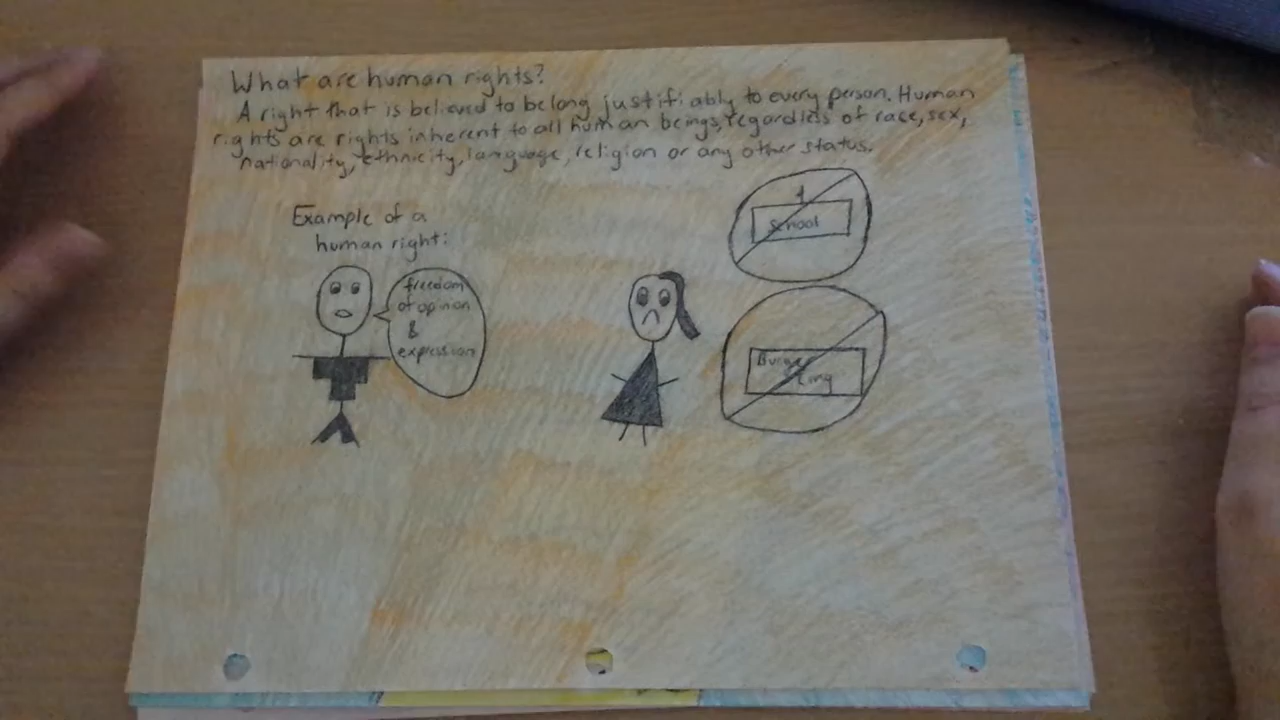 What are human rights?
A right that is believed to belong justifiably to every person. Human
rights are rights inherent to all human beings, regardless of race, sex,
nationality, ethnicity, language, religion or any other status.
Example of a
human right:
freedom
of opinion
&
expression
School
Burger
King